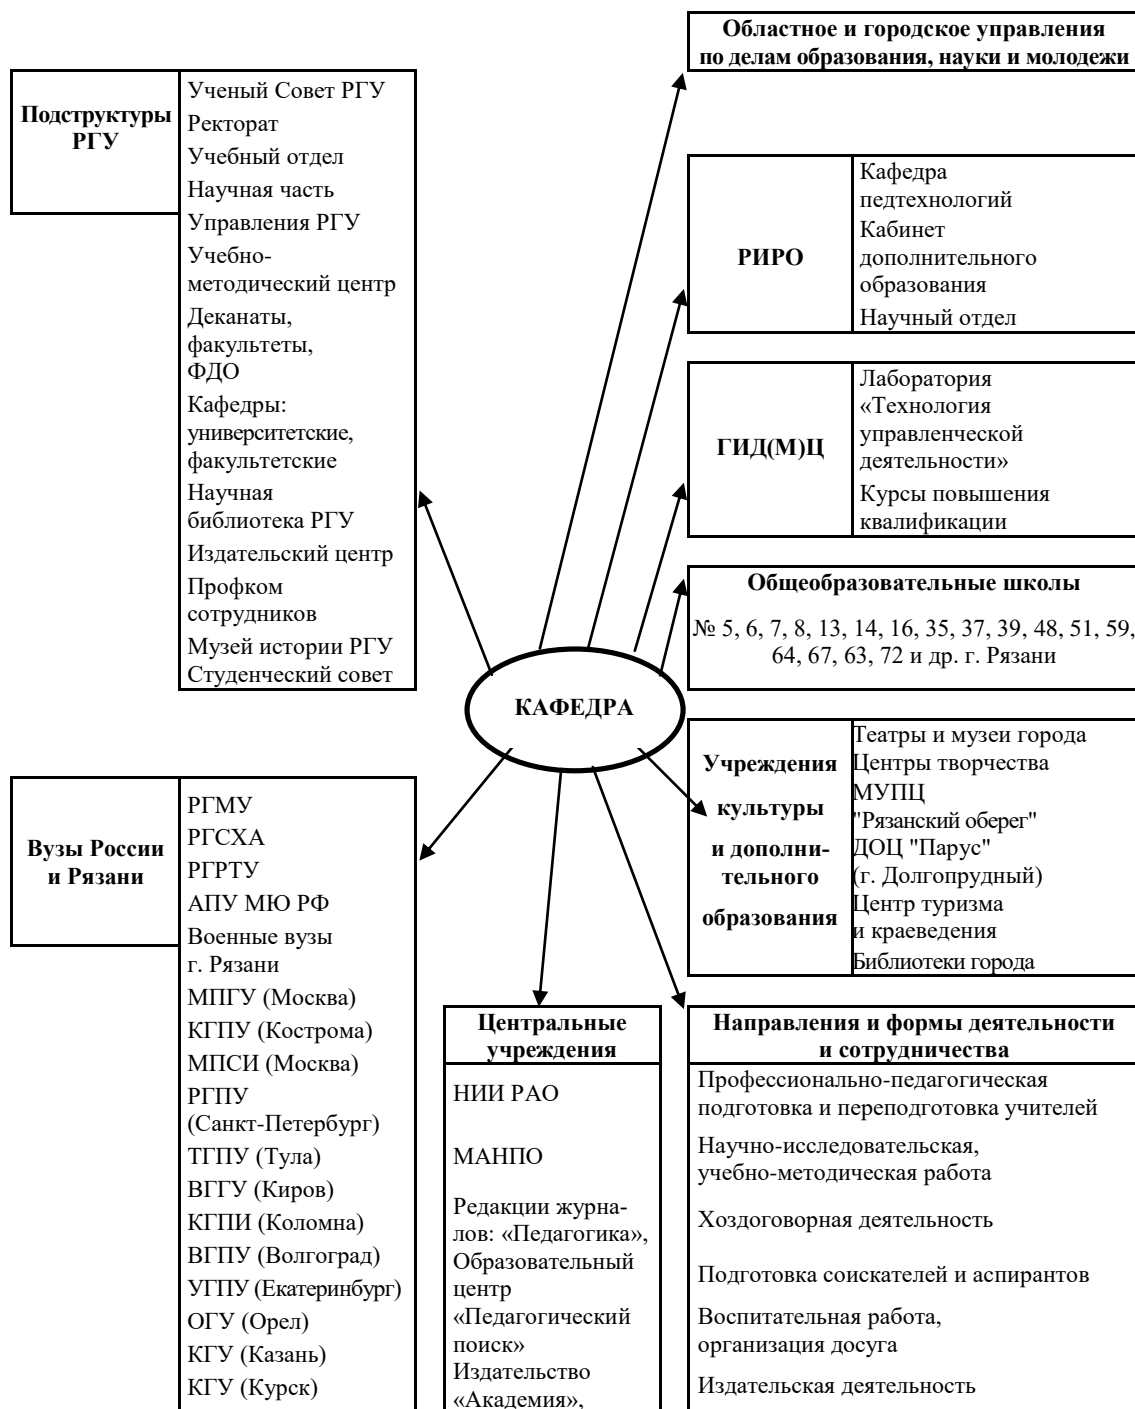 Областное и городское управления
по делам образования, науки и молодежи
Подструктуры
РГУ
Ученый Совет РГУ
Ректорат
Учебный отдел
Научная часть
Управления РГУ
Учебно-
методический центр
Деканаты,
факультеты,
ФДО
Кафедры:
университетские,
факультетские
Научная
библиотека РГУ
Издательский центр
Профком
сотрудников
Музей истории РГУ
Студенческий совет
РИРО
Кафедра
педтехнологий
Кабинет
дополнительного
образования
Научный отдел
ГИД(М)Ц
Лаборатория
«Технология
управленческой
деятельности»
Курсы повышения
квалификации
Общеобразовательные школы
№ 5, 6, 7, 8, 13, 14, 16, 35, 37, 39, 48, 51, 59,
64, 67, 63, 72 и др. г. Рязани
КАФЕДРА
Учреждения
культуры
и дополни-
тельного
образования
Театры и музеи города
Центры творчества
МУПЦ
"Рязанский оберег"
ДОЦ "Парус"
(г. Долгопрудный)
Центр туризма
и краеведения
Библиотеки города
Вузы России
и Рязани
РГМУ
РГСХА
РГРТУ
АПУ МЮ РФ
Военные вузы
г. Рязани
МПГУ (Москва)
КГПУ (Кострома)
МПСИ (Москва)
РГПУ
(Санкт-Петербург)
ТГПУ (Тула)
ВГГУ (Киров)
КГПИ (Коломна)
ВГПУ (Волгоград)
УГПУ (Екатеринбург)
ОГУ (Орел)
КГУ (Казань)
КГУ (Курск)
Центральные
учреждения
НИИ РАО
МАНПО
Редакции журна-
лов: «Педагогика»,
Образовательный
центр
«Педагогический
поиск»
Издательство
«Академия»,
Направления и формы деятельности
и сотрудничества
Профессионально-педагогическая
подготовка и переподготовка учителей
Научно-исследовательская,
учебно-методическая работа
Хоздоговорная деятельность
Подготовка соискателей и аспирантов
Воспитательная работа,
организация досуга
Издательская деятельность